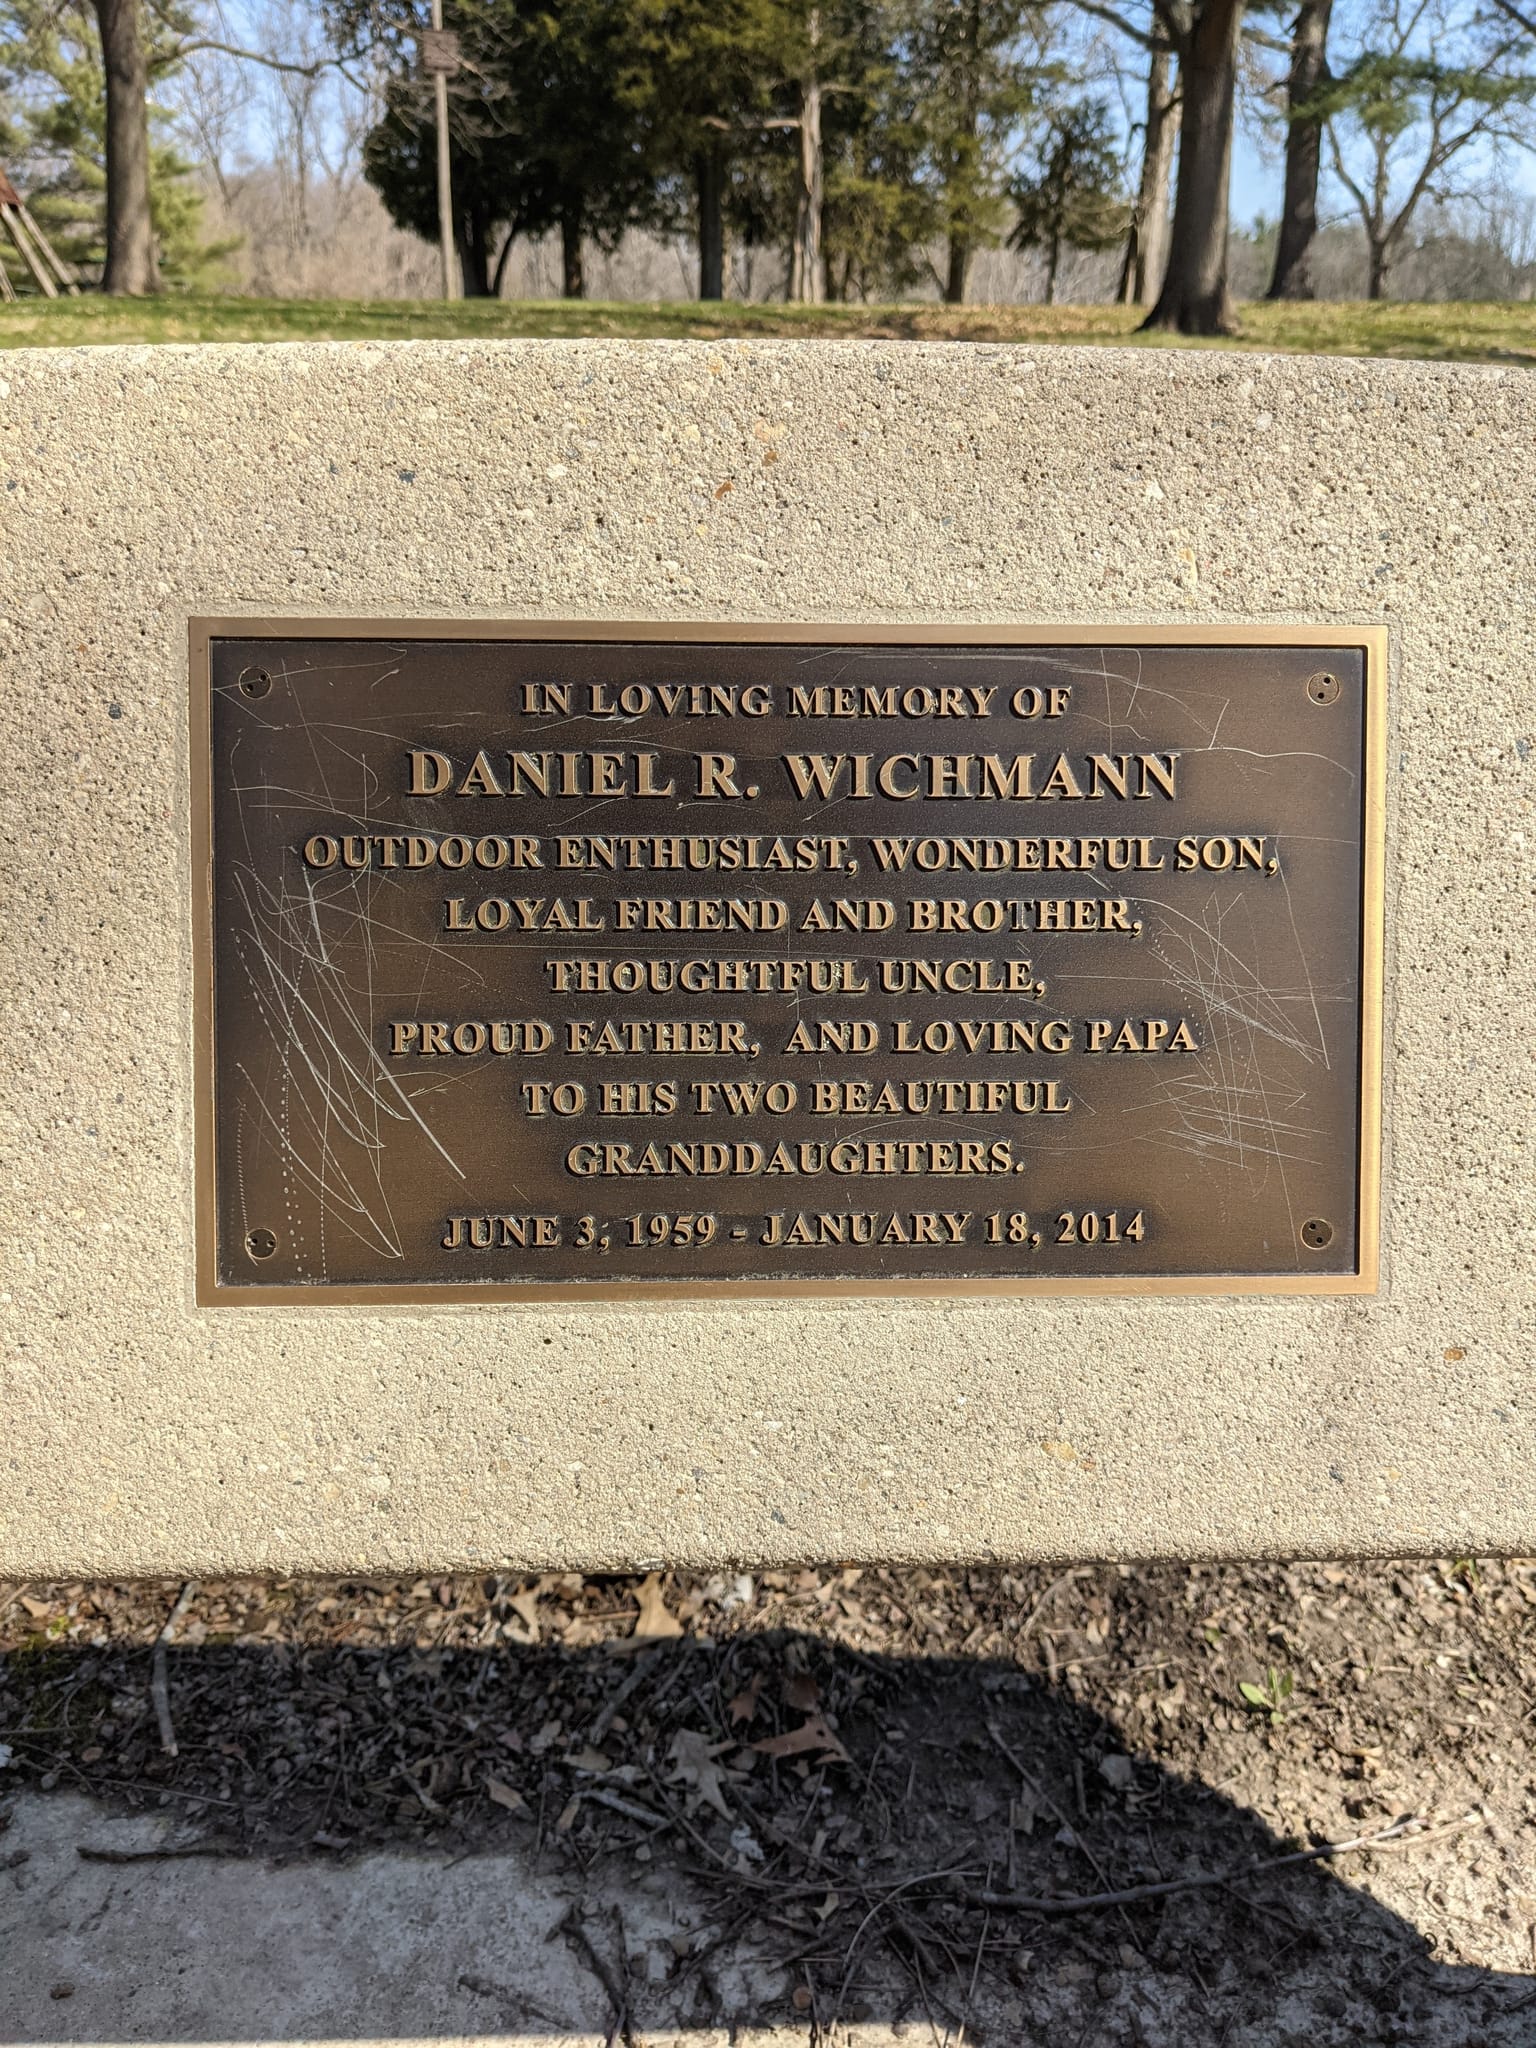 IN LOVING MEMORY OF
DANIEL R. WICHMANN
OUTDOOR ENTHUSIAST, WONDERFUL SON,
LOYAL FRIEND AND BROTHER,
THOUGHTFUL UNCLE,
PROUD FATHER, AND LOVING PAPA
TO HIS TWO BEAUTIFUL
GRANDDAUGHTERS.
JUNE 3, 1959 - JANUARY 18, 2014